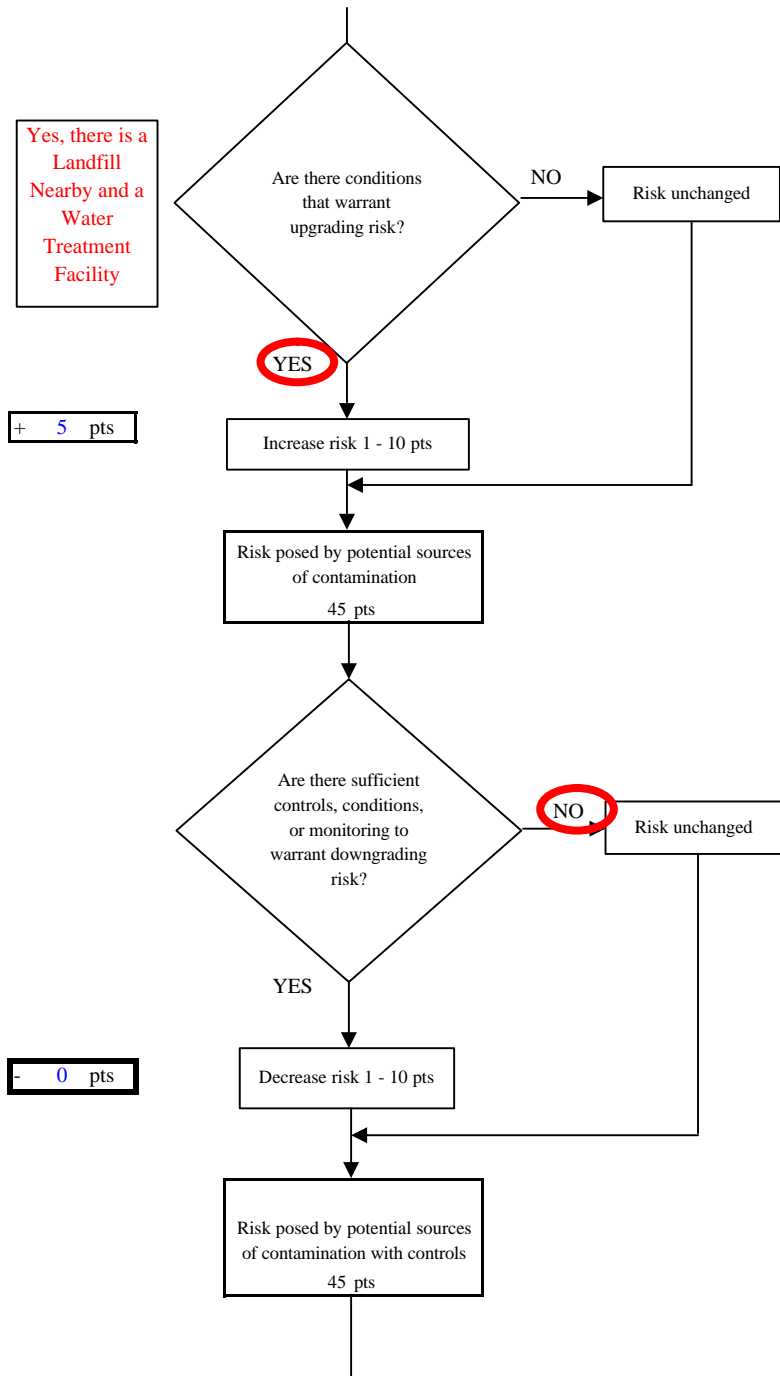 Yes, there is a
Landfill
Nearby and a
Water
Treatment
Facility
Are there conditions
that warrant
upgrading risk?
NO
Risk unchanged
YES
+ 5 pts
Increase risk 1 - 10 pts
Risk posed by potential sources
of contamination
45 pts
Are there sufficient
controls, conditions,
or monitoring to
warrant downgrading
risk?
NO
Risk unchanged
YES
- 0 pts
Decrease risk 1 - 10 pts
Risk posed by potential sources
of contamination with controls
45 pts